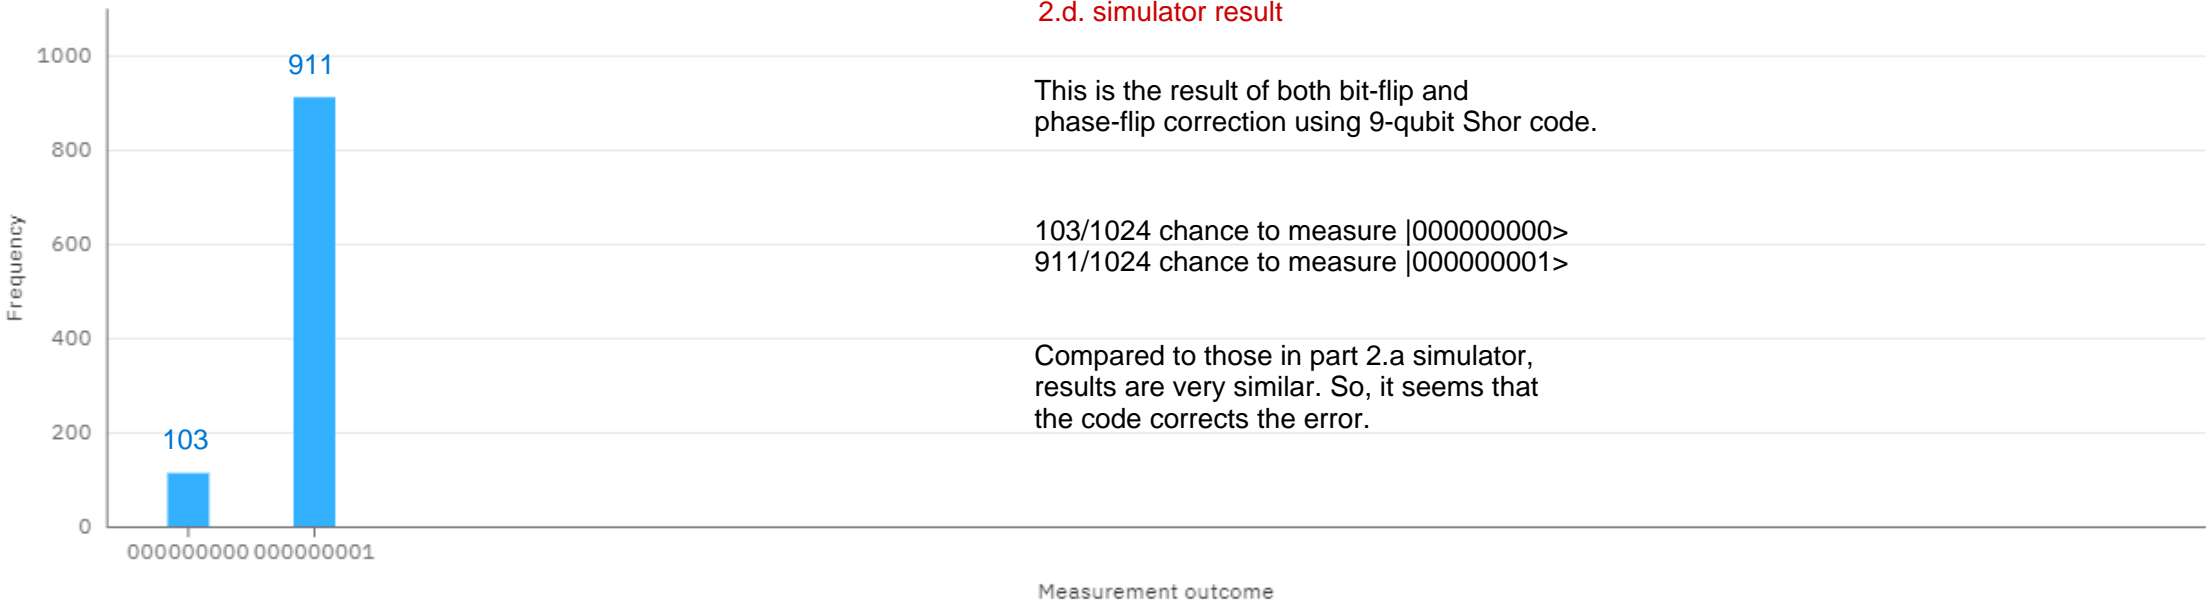 2.d. simulator result
1000
911
This is the result of both bit-flip and
phase-flip correction using 9-qubit Shor code.
800
Frequency
600
103/1024 chance to measure |000000000>
911/1024 chance to measure |000000001>
400
Compared to those in part 2.a simulator,
results are very similar. So, it seems that
the code corrects the error.
200
103
0
000000000 000000001
Measurement outcome